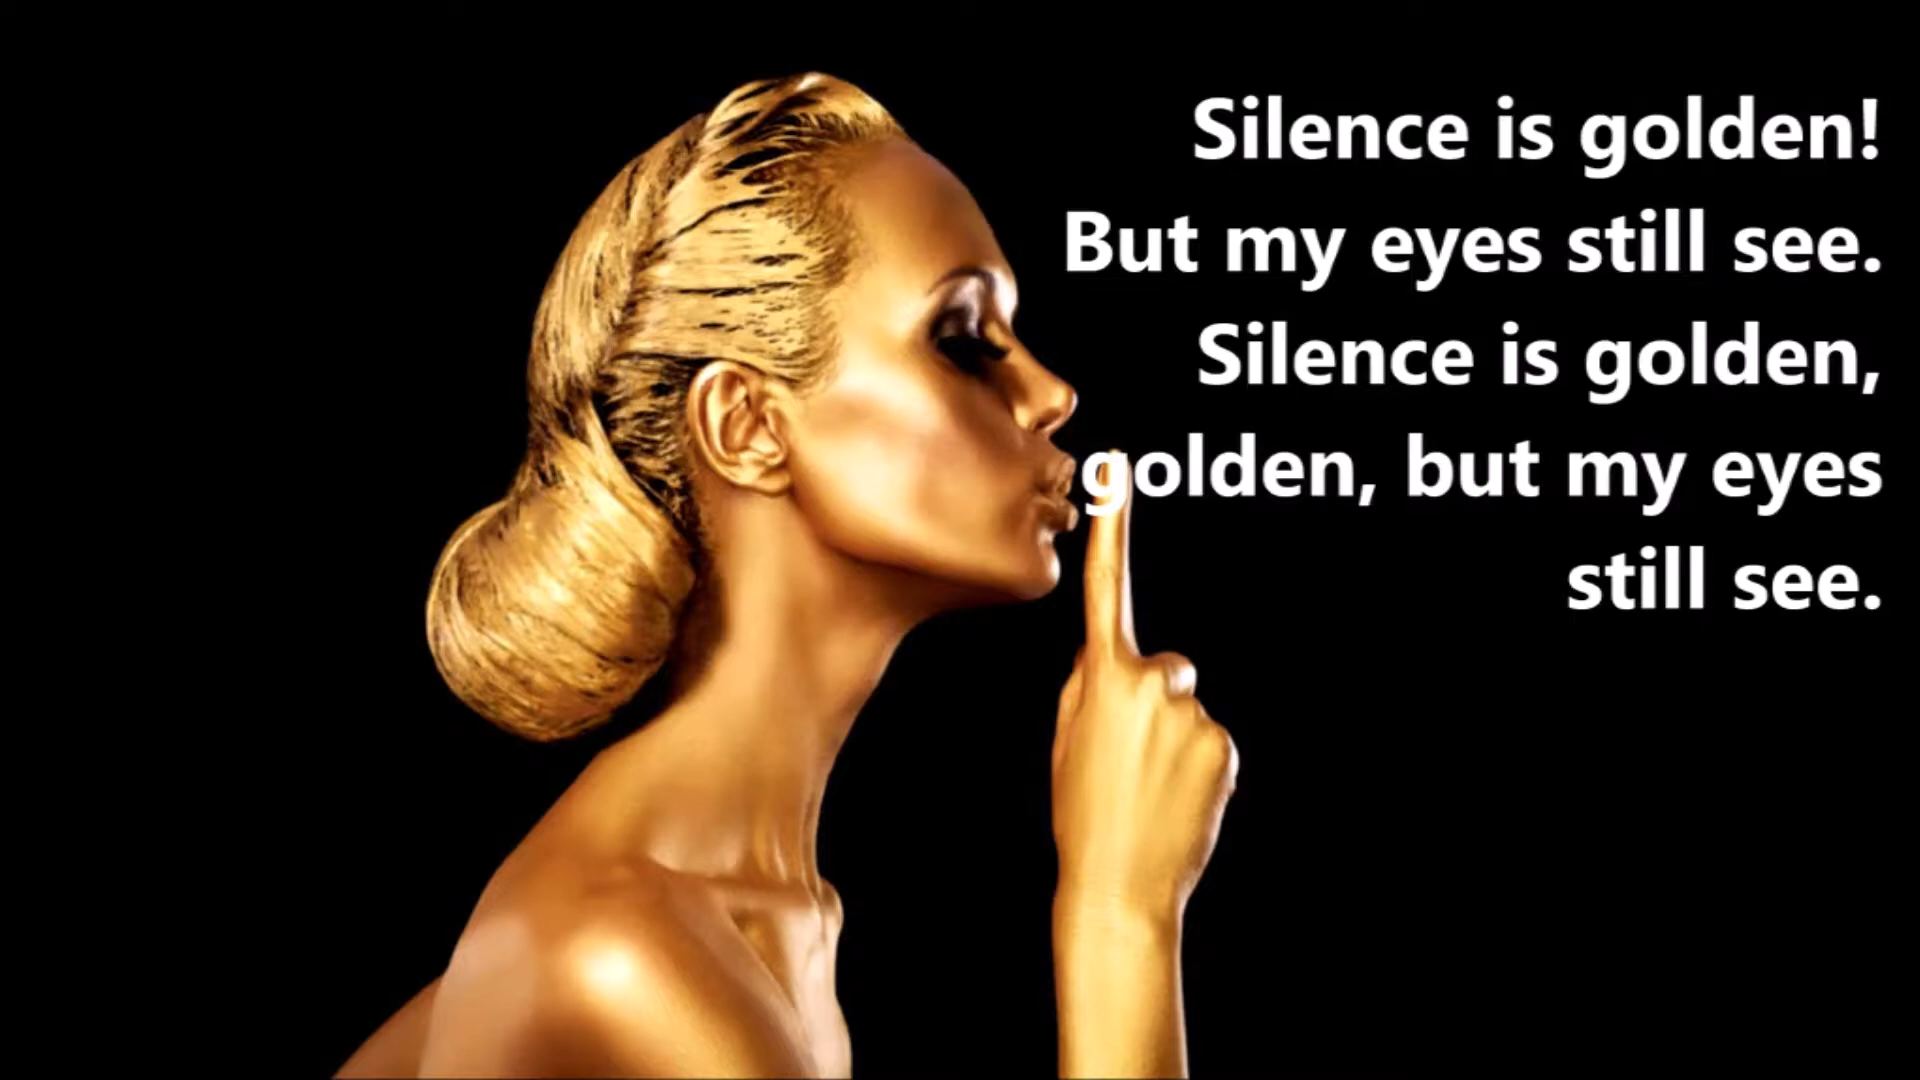 Silence is golden!
But my eyes still see.
Silence is golden,
golden, but my eyes
still see.